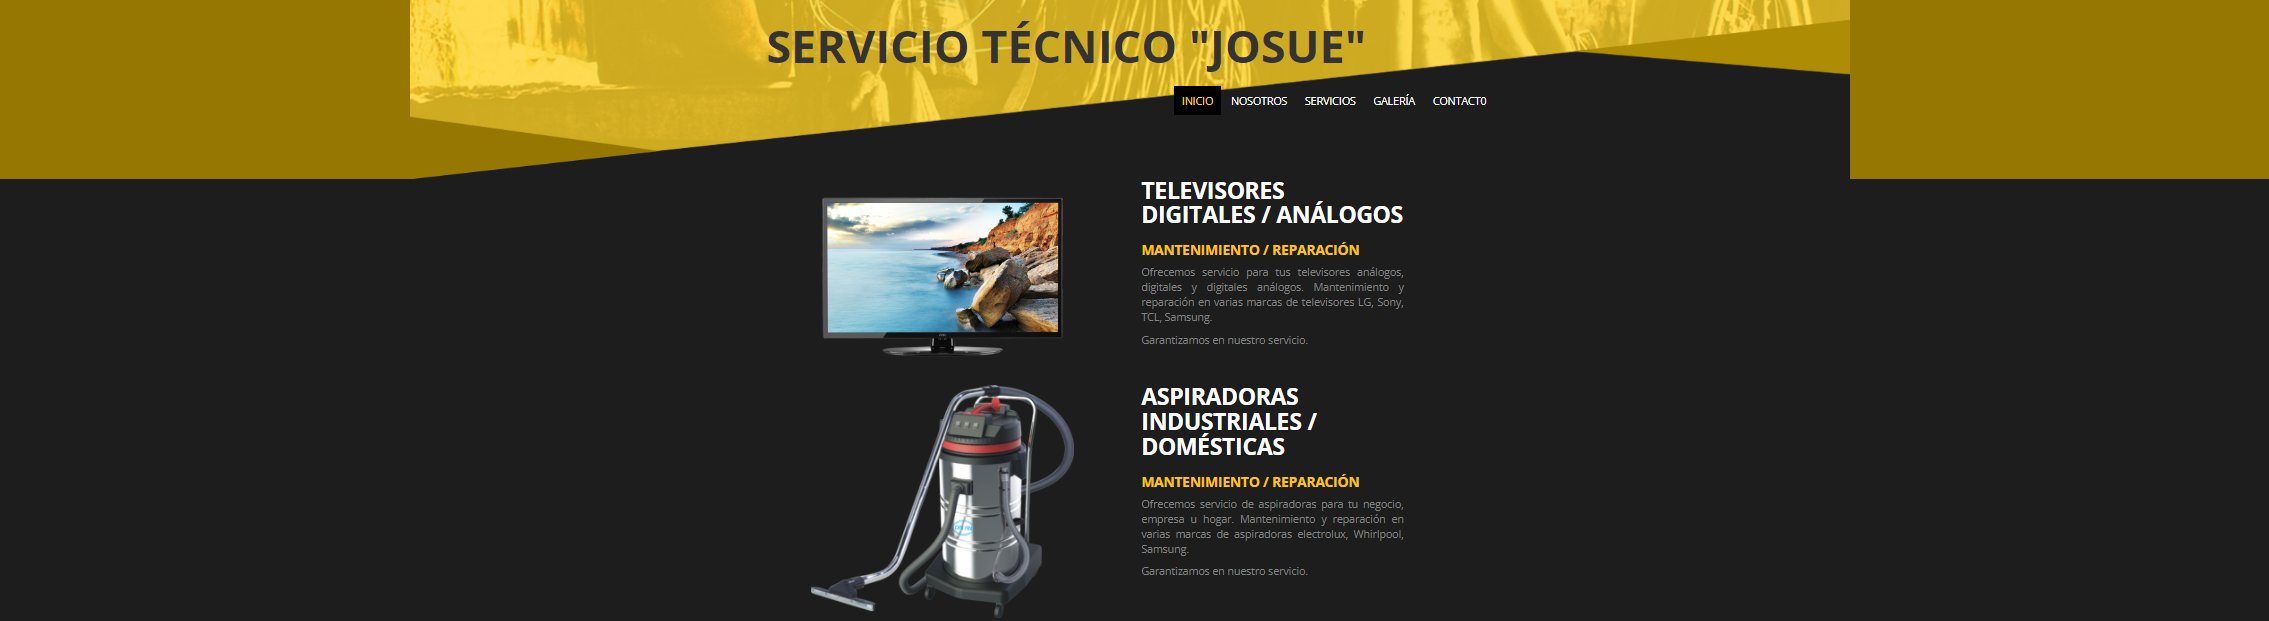 SERVICIO TÉCNICO "JOSUE"
INICIO NOSOTROS SERVICIOS GALERÍA CONTACT0
TELEVISORES
DIGITALES / ANÁLOGOS
MANTENIMIENTO / REPARACIÓN
Ofrecemos servicio para tus televisores análogos,
digitales y digitales análogos. Mantenimiento y
reparación en varias marcas de televisores LG, Sony,
TCL, Samsung.
Garantizamos en nuestro servicio.
ASPIRADORAS
INDUSTRIALES /
DOMÉSTICAS
MANTENIMIENTO / REPARACIÓN
Ofrecemos servicio de aspiradoras para tu negocio,
empresa u hogar. Mantenimiento y reparación en
varias marcas de aspiradoras electrolux, Whirlpool,
Samsung.
Garantizamos en nuestro servicio.